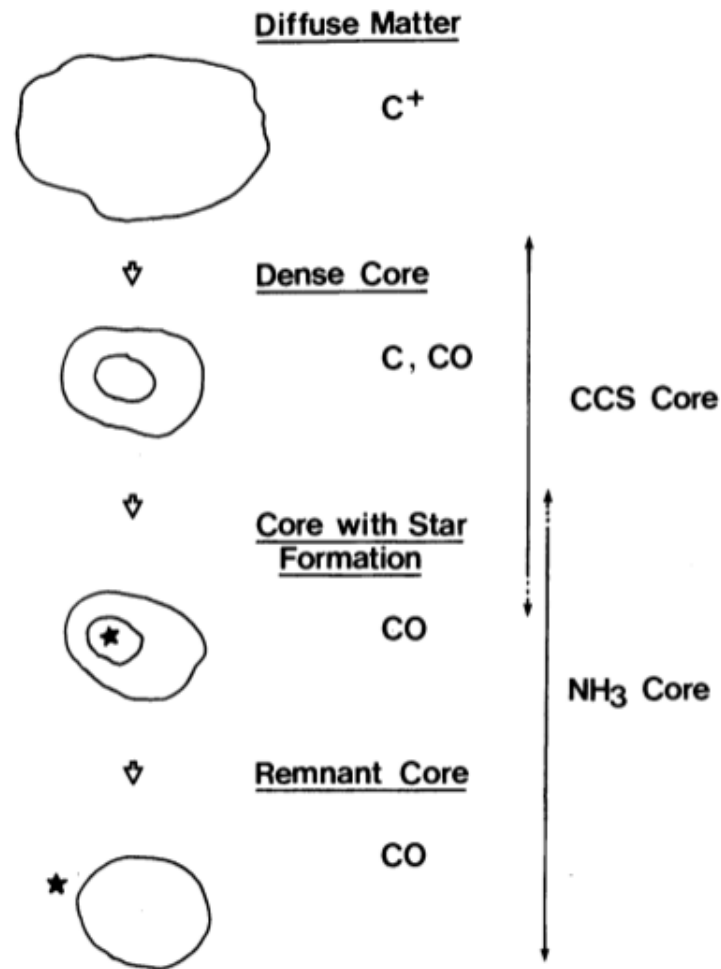 Diffuse Matter
C⁺
Dense Core
C, CO
CCS Core
Core with Star
Formation
CO
NH₃ Core
Remnant Core
CO